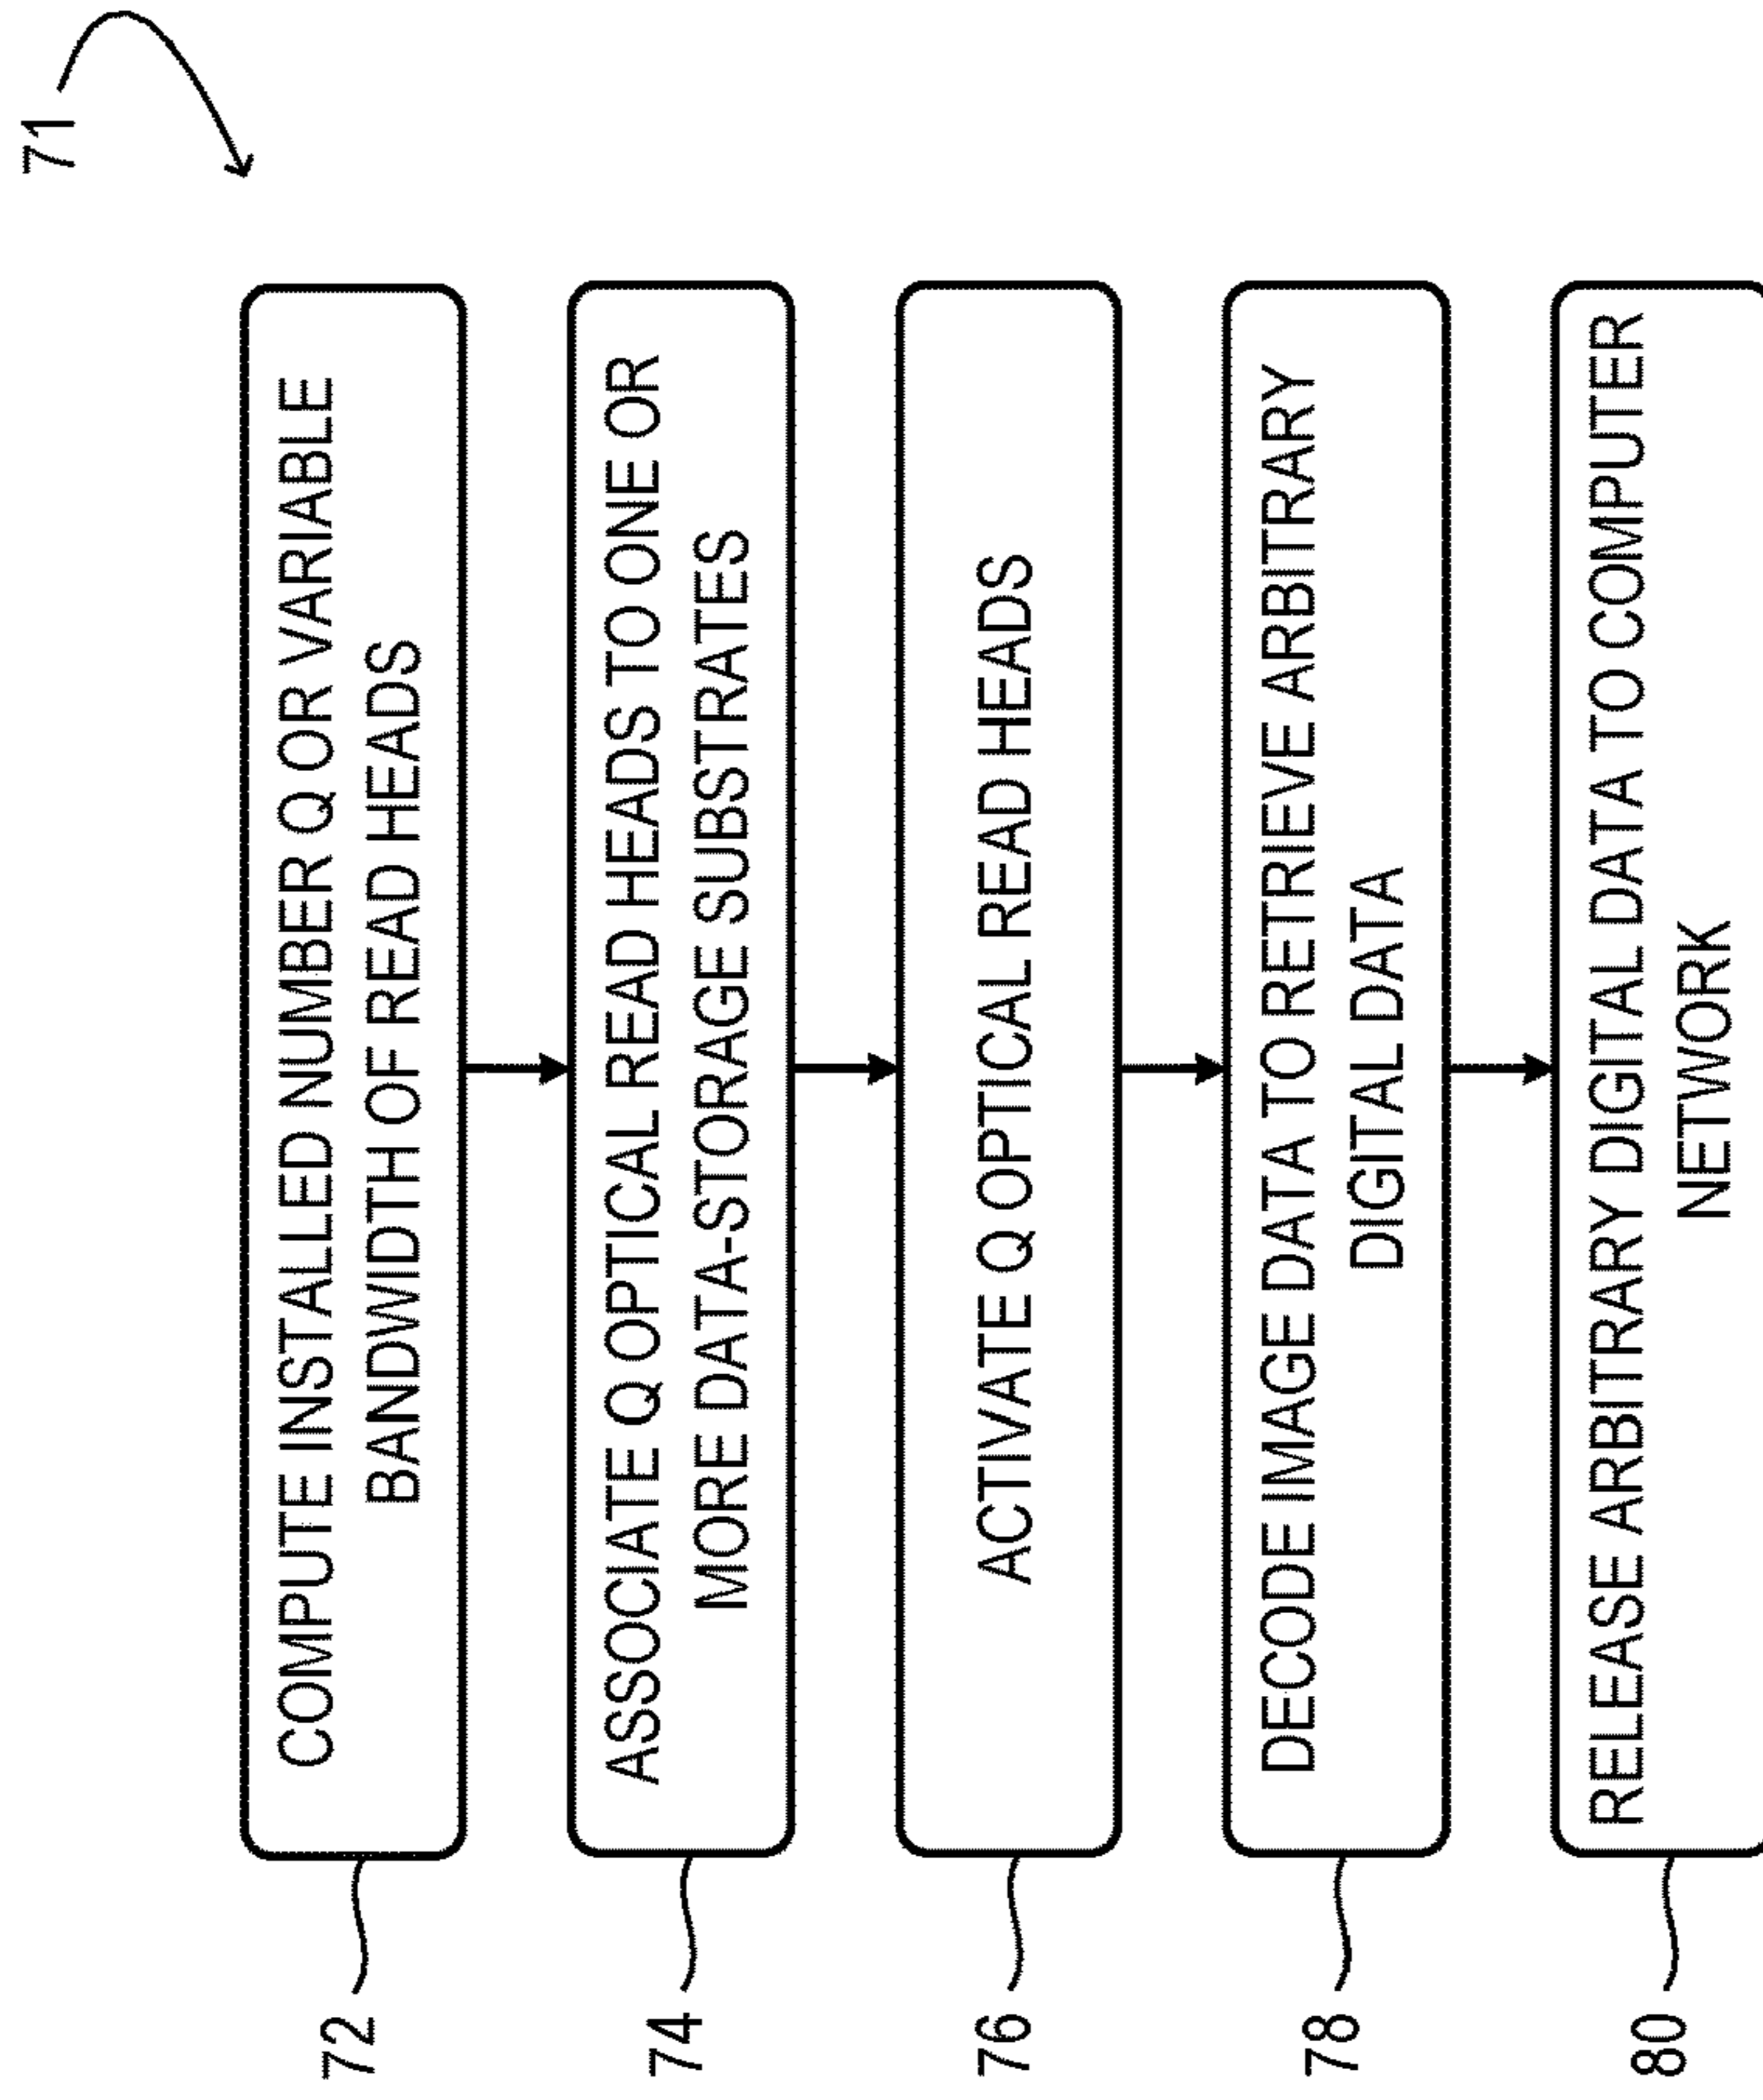 71
72
COMPUTE INSTALLED NUMBER Q OR VARIABLE
BANDWIDTH OF READ HEADS
74
ASSOCIATE Q OPTICAL READ HEADS TO ONE OR
MORE DATA-STORAGE SUBSTRATES
76
ACTIVATE Q OPTICAL READ HEADS
78
DECODE IMAGE DATA TO RETRIEVE ARBITRARY
DIGITAL DATA
80
RELEASE ARBITRARY DIGITAL DATA TO COMPUTER
NETWORK